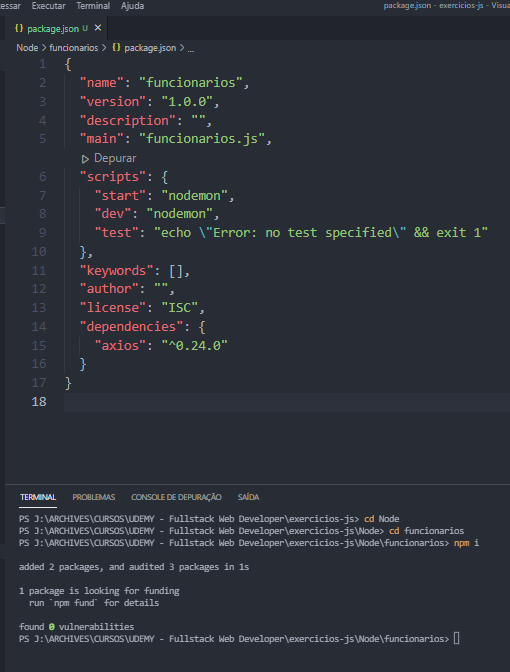 essar Executar Terminal Ajuda package.json - exercicios-js - Visua
{} package.json U ×
Node > funcionarios > {} package.json > ...
1 {
2 "name": "funcionarios",
3 "version": "1.0.0",
4 "description": "",
5 "main": "funcionarios.js",
Depurar
6 "scripts": {
7 "start": "nodemon",
8 "dev": "nodemon",
9 "test": "echo \"Error: no test specified\" && exit 1"
10 },
11 "keywords": [],
12 "author": "",
13 "license": "ISC",
14 "dependencies": {
15 "axios": "^0.24.0"
16 }
17 }
18
TERMINAL PROBLEMAS CONSOLE DE DEPURAÇÃO SAÍDA
PS J:\ARCHIVES\CURSOS\UDEMY - Fullstack Web Developer\exercicios-js> cd Node
PS J:\ARCHIVES\CURSOS\UDEMY - Fullstack Web Developer\exercicios-js\Node> cd funcionarios
PS J:\ARCHIVES\CURSOS\UDEMY - Fullstack Web Developer\exercicios-js\Node\funcionarios> npm i
added 2 packages, and audited 3 packages in 1s
1 package is looking for funding
run `npm fund` for details
found 0 vulnerabilities
PS J:\ARCHIVES\CURSOS\UDEMY - Fullstack Web Developer\exercicios-js\Node\funcionarios>